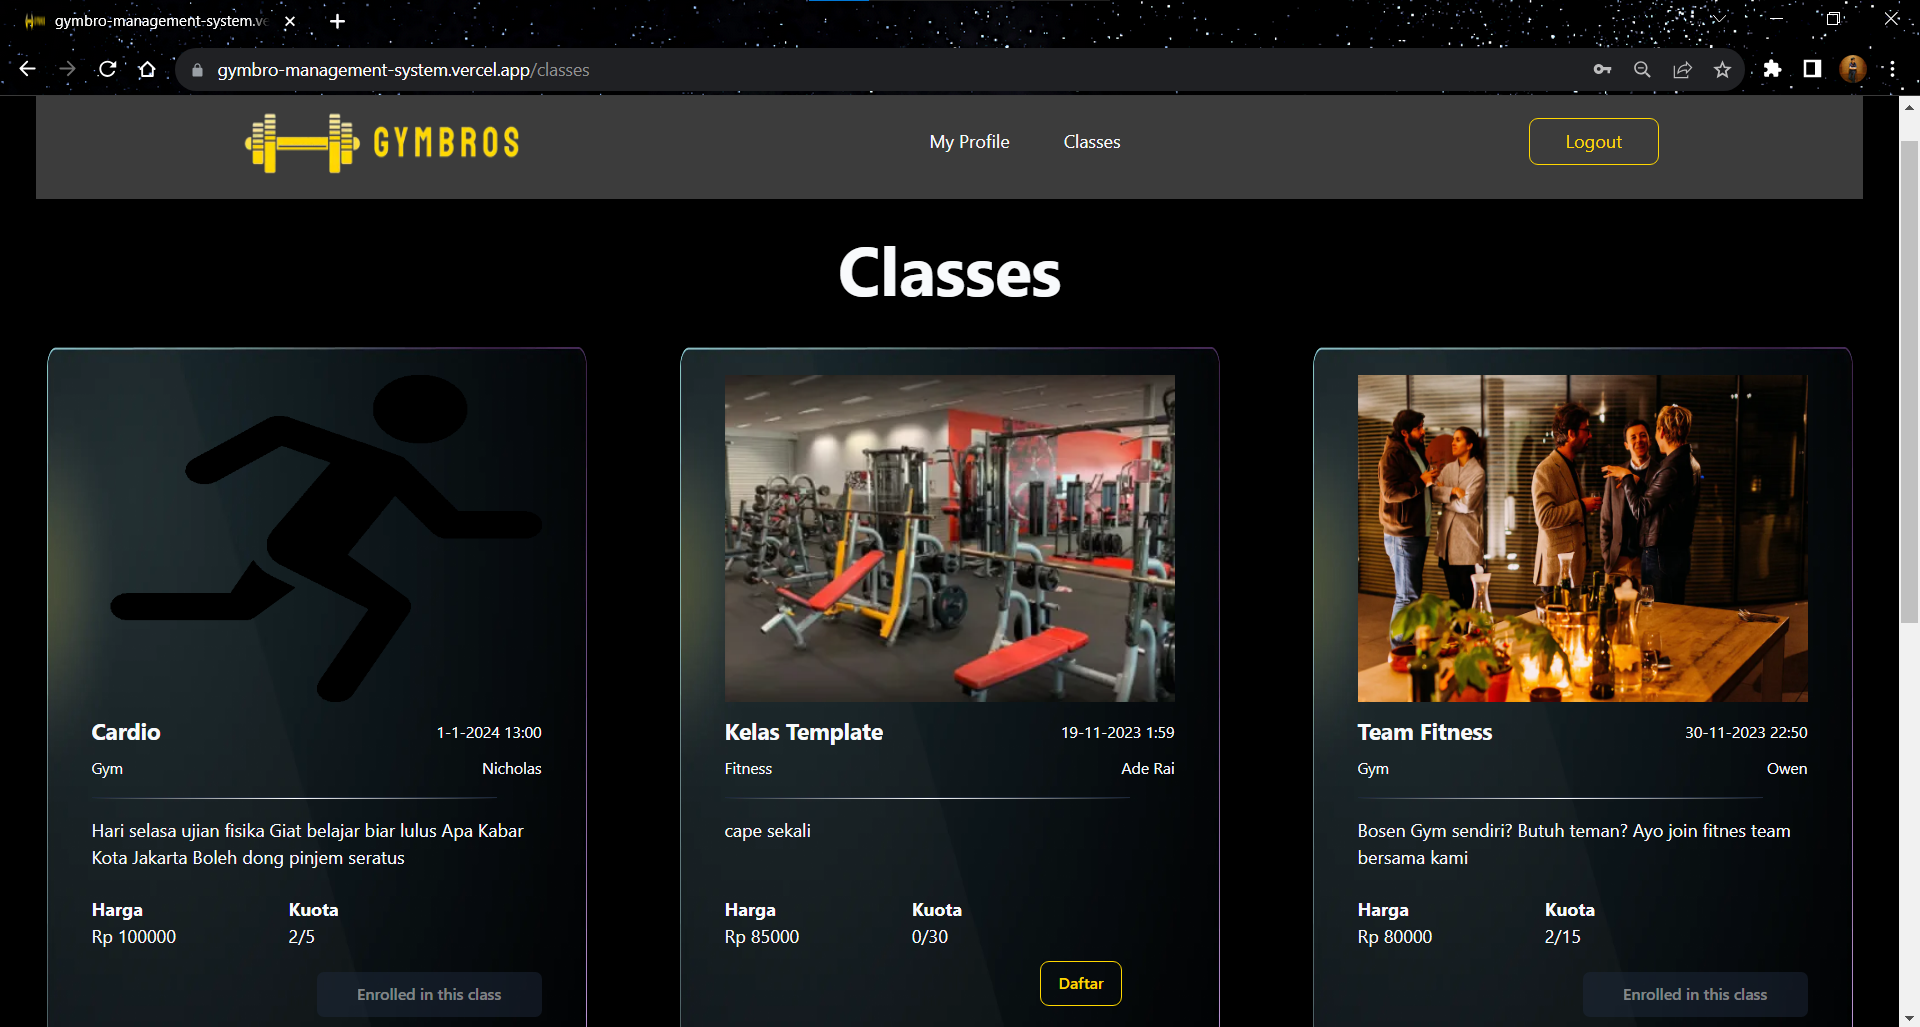 gymbro-management-system.ve
gymbro-management-system.vercel.app/classes
GYMBROS
My Profile
Classes
Logout
Classes
Cardio
1-1-2024 13:00
Gym
Nicholas
Hari selasa ujian fisika Giat belajar biar lulus Apa Kabar
Kota Jakarta Boleh dong pinjem seratus
Harga
Kuota
Rp 100000
2/5
Enrolled in this class
Kelas Template
19-11-2023 1:59
Fitness
Ade Rai
cape sekali
Harga
Kuota
Rp 85000
0/30
Daftar
Team Fitness
30-11-2023 22:50
Gym
Owen
Bosen Gym sendiri? Butuh teman? Ayo join fitnes team
bersama kami
Harga
Kuota
Rp 80000
2/15
Enrolled in this class